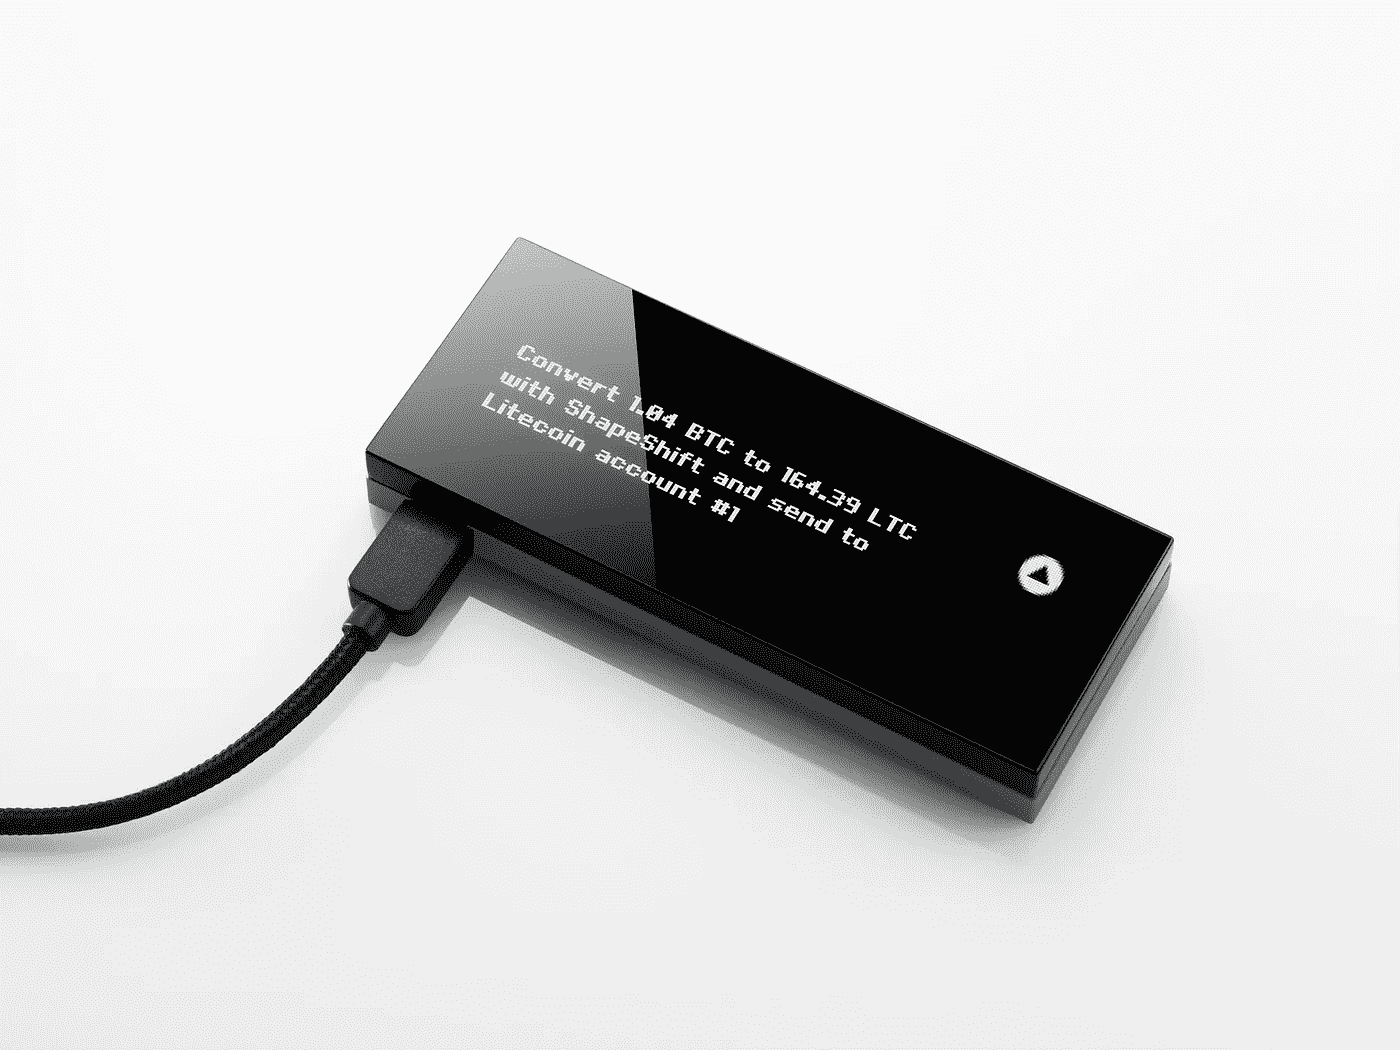 Convert 1.04 BTC to 164.39 LTC
with ShapeShift and send to
Litecoin account #1